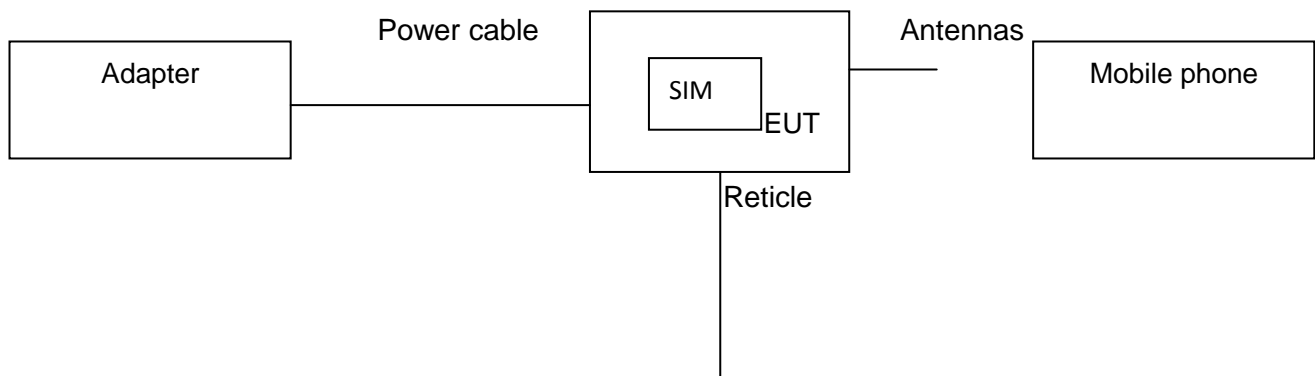 Power cable
Antennas
Adapter
Mobile phone
SIM
EUT
Reticle